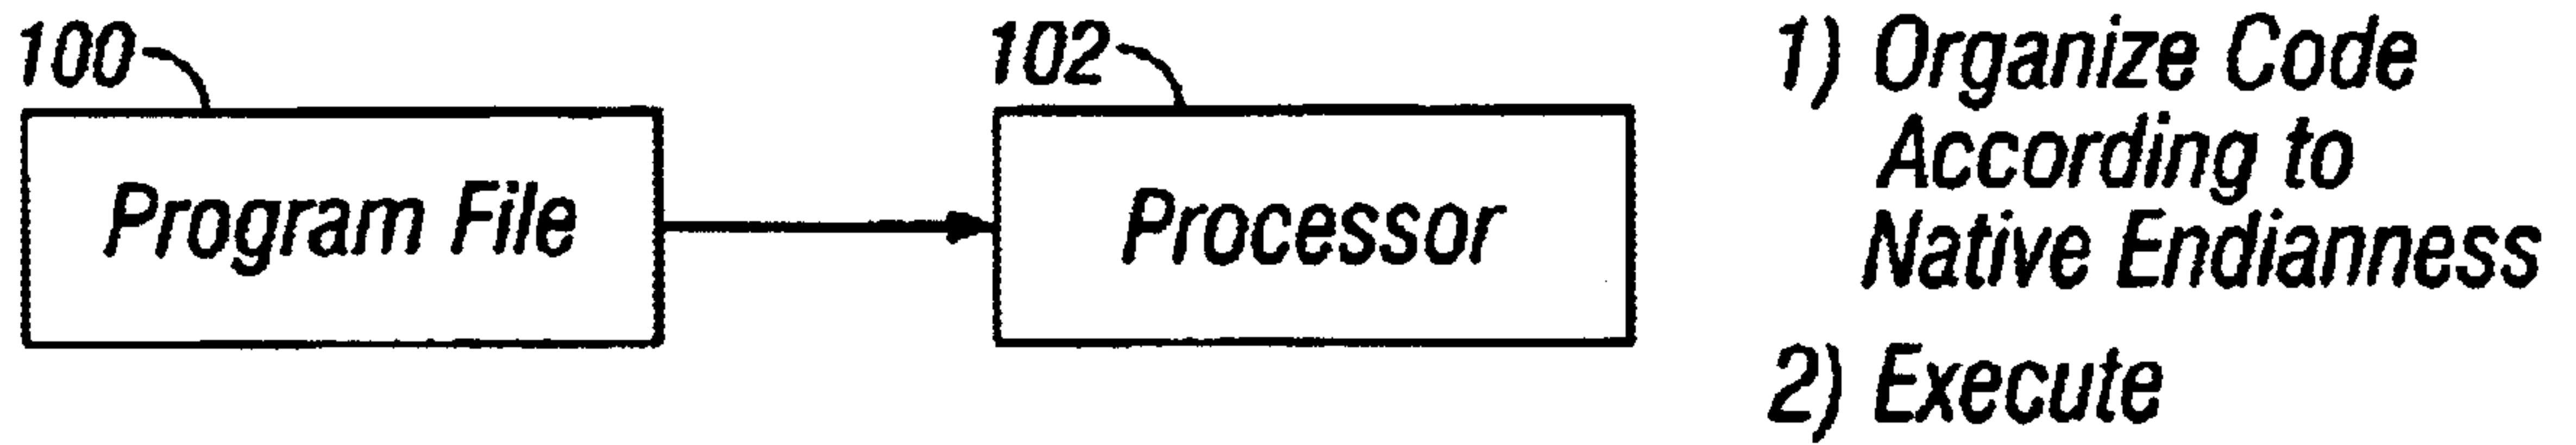 100
Program File
102
Processor
1) Organize Code
According to
Native Endianness
2) Execute